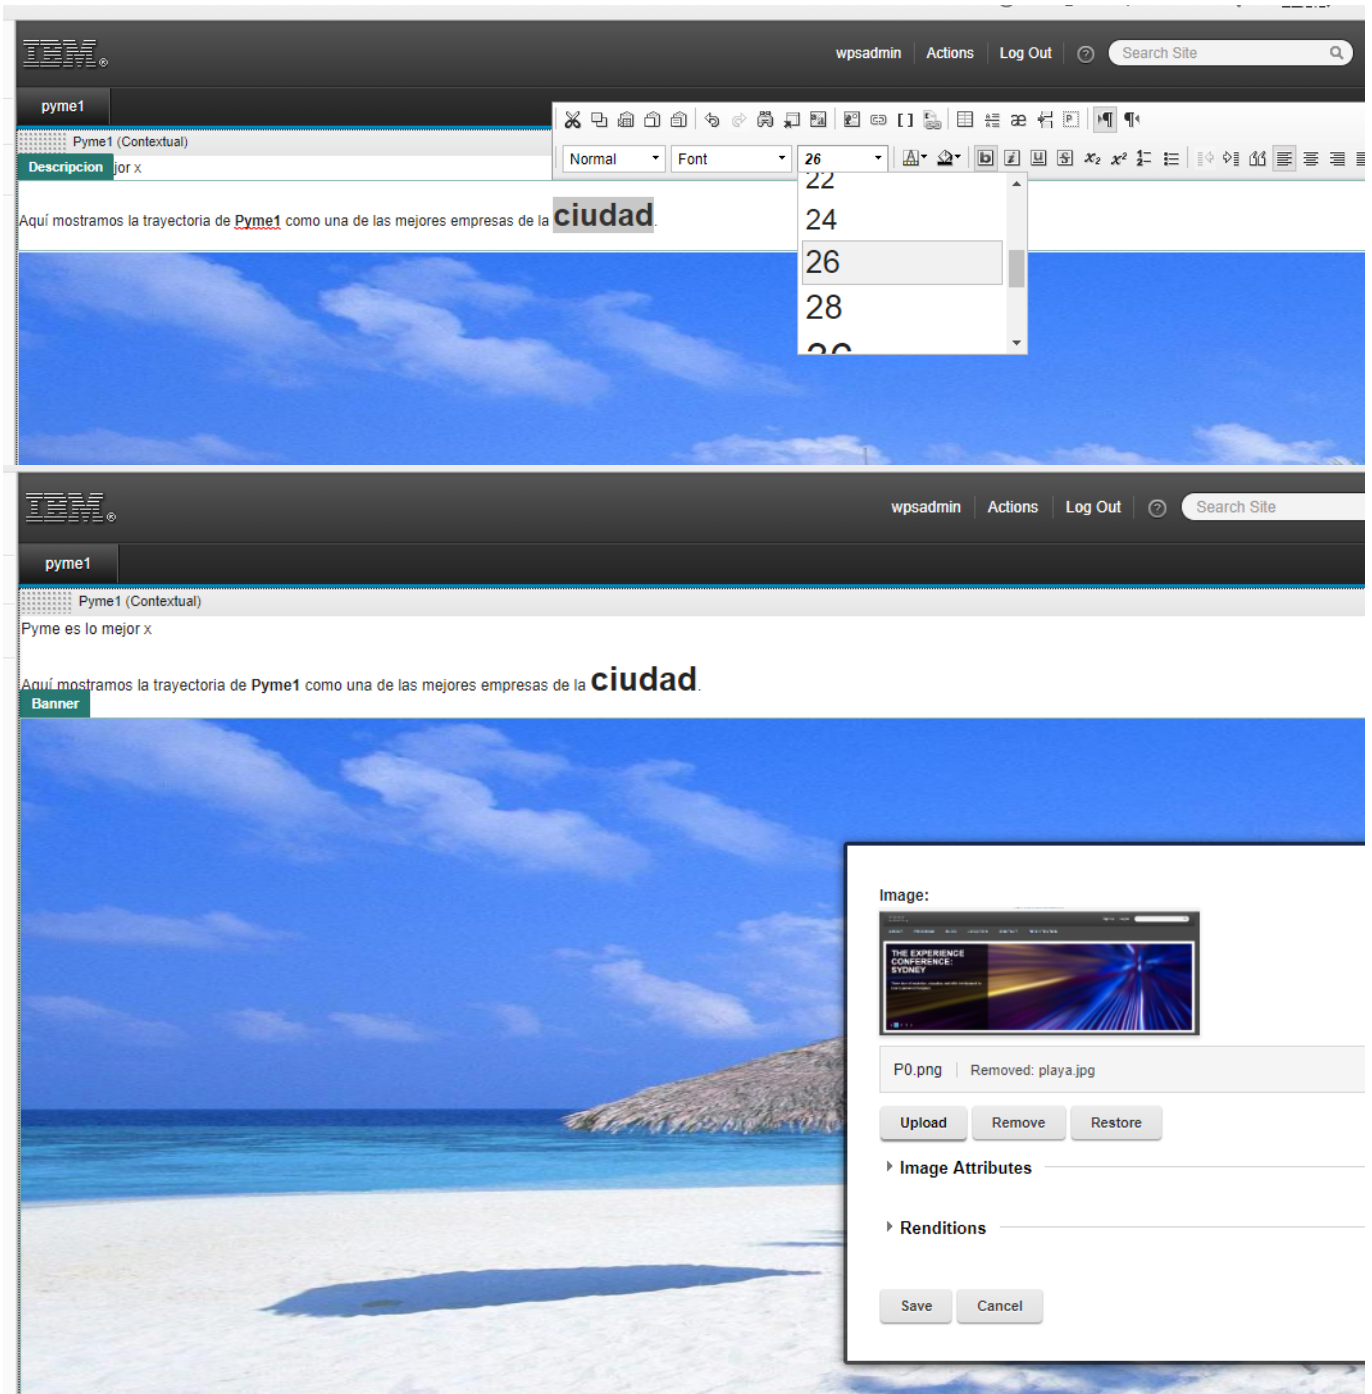 IBM®
wpsadmin Actions Log Out ? Search Site
pyme1
Pyme1 (Contextual)
Descripcion jor x
Normal Font 26
22
24
26
28
Aquí mostramos la trayectoria de Pyme1 como una de las mejores empresas de la ciudad.
IBM®
wpsadmin Actions Log Out ? Search Site
pyme1
Pyme1 (Contextual)
Pyme es lo mejor x
Aquí mostramos la trayectoria de Pyme1 como una de las mejores empresas de la ciudad.
Banner
Image:
THE EXPERIENCE
CONFERENCE:
SYDNEY
P0.png Removed: playa.jpg
Upload Remove Restore
Image Attributes
Renditions
Save Cancel